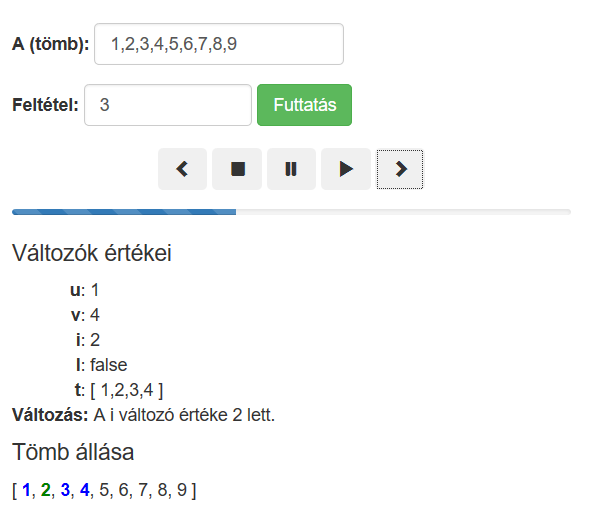 A (tömb): 1,2,3,4,5,6,7,8,9
Feltétel: 3 Futtatás
Változók értékei
u: 1
v: 4
i: 2
l: false
t: [ 1,2,3,4 ]
Változás: A i változó értéke 2 lett.
Tömb állása
[ 1, 2, 3, 4, 5, 6, 7, 8, 9 ]